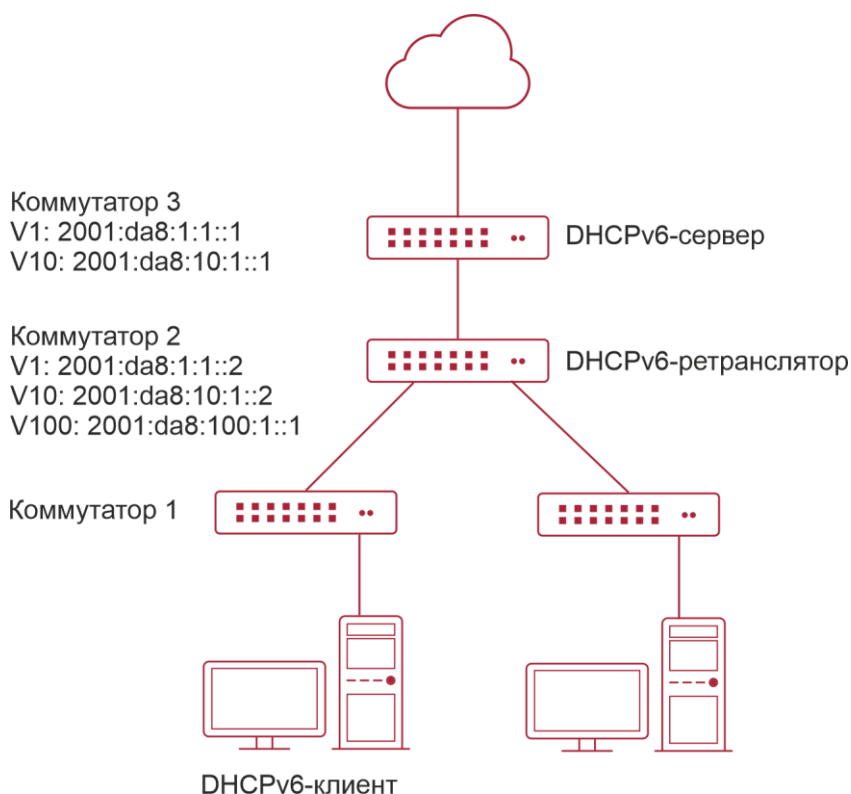 Коммутатор 3
V1: 2001:da8:1:1::1
V10: 2001:da8:10:1::1
DHCPv6-сервер
Коммутатор 2
V1: 2001:da8:1:1::2
V10: 2001:da8:10:1::2
V100: 2001:da8:100:1::1
DHCPv6-ретранслятор
Коммутатор 1
DHCPv6-клиент